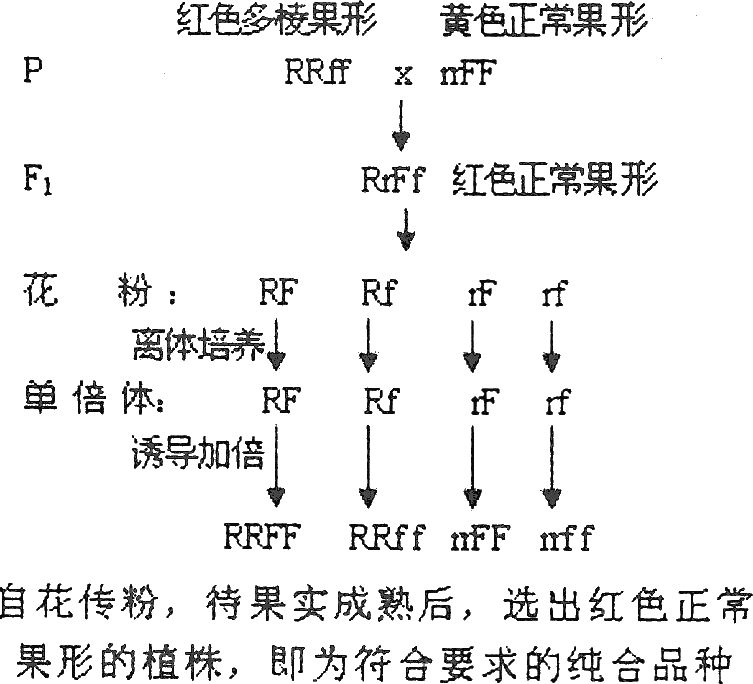 红色多棱果形 黄色正常果形
P RRff x rrFF
F₁ RrFf 红色正常果形
花 粉： RF Rf rF rf
离体培养
单倍体： RF Rf rF rf
诱导加倍
RRFF RRff rrFF rrff
自花传粉，待果实成熟后，选出红色正常
果形的植株，即为符合要求的纯合品种